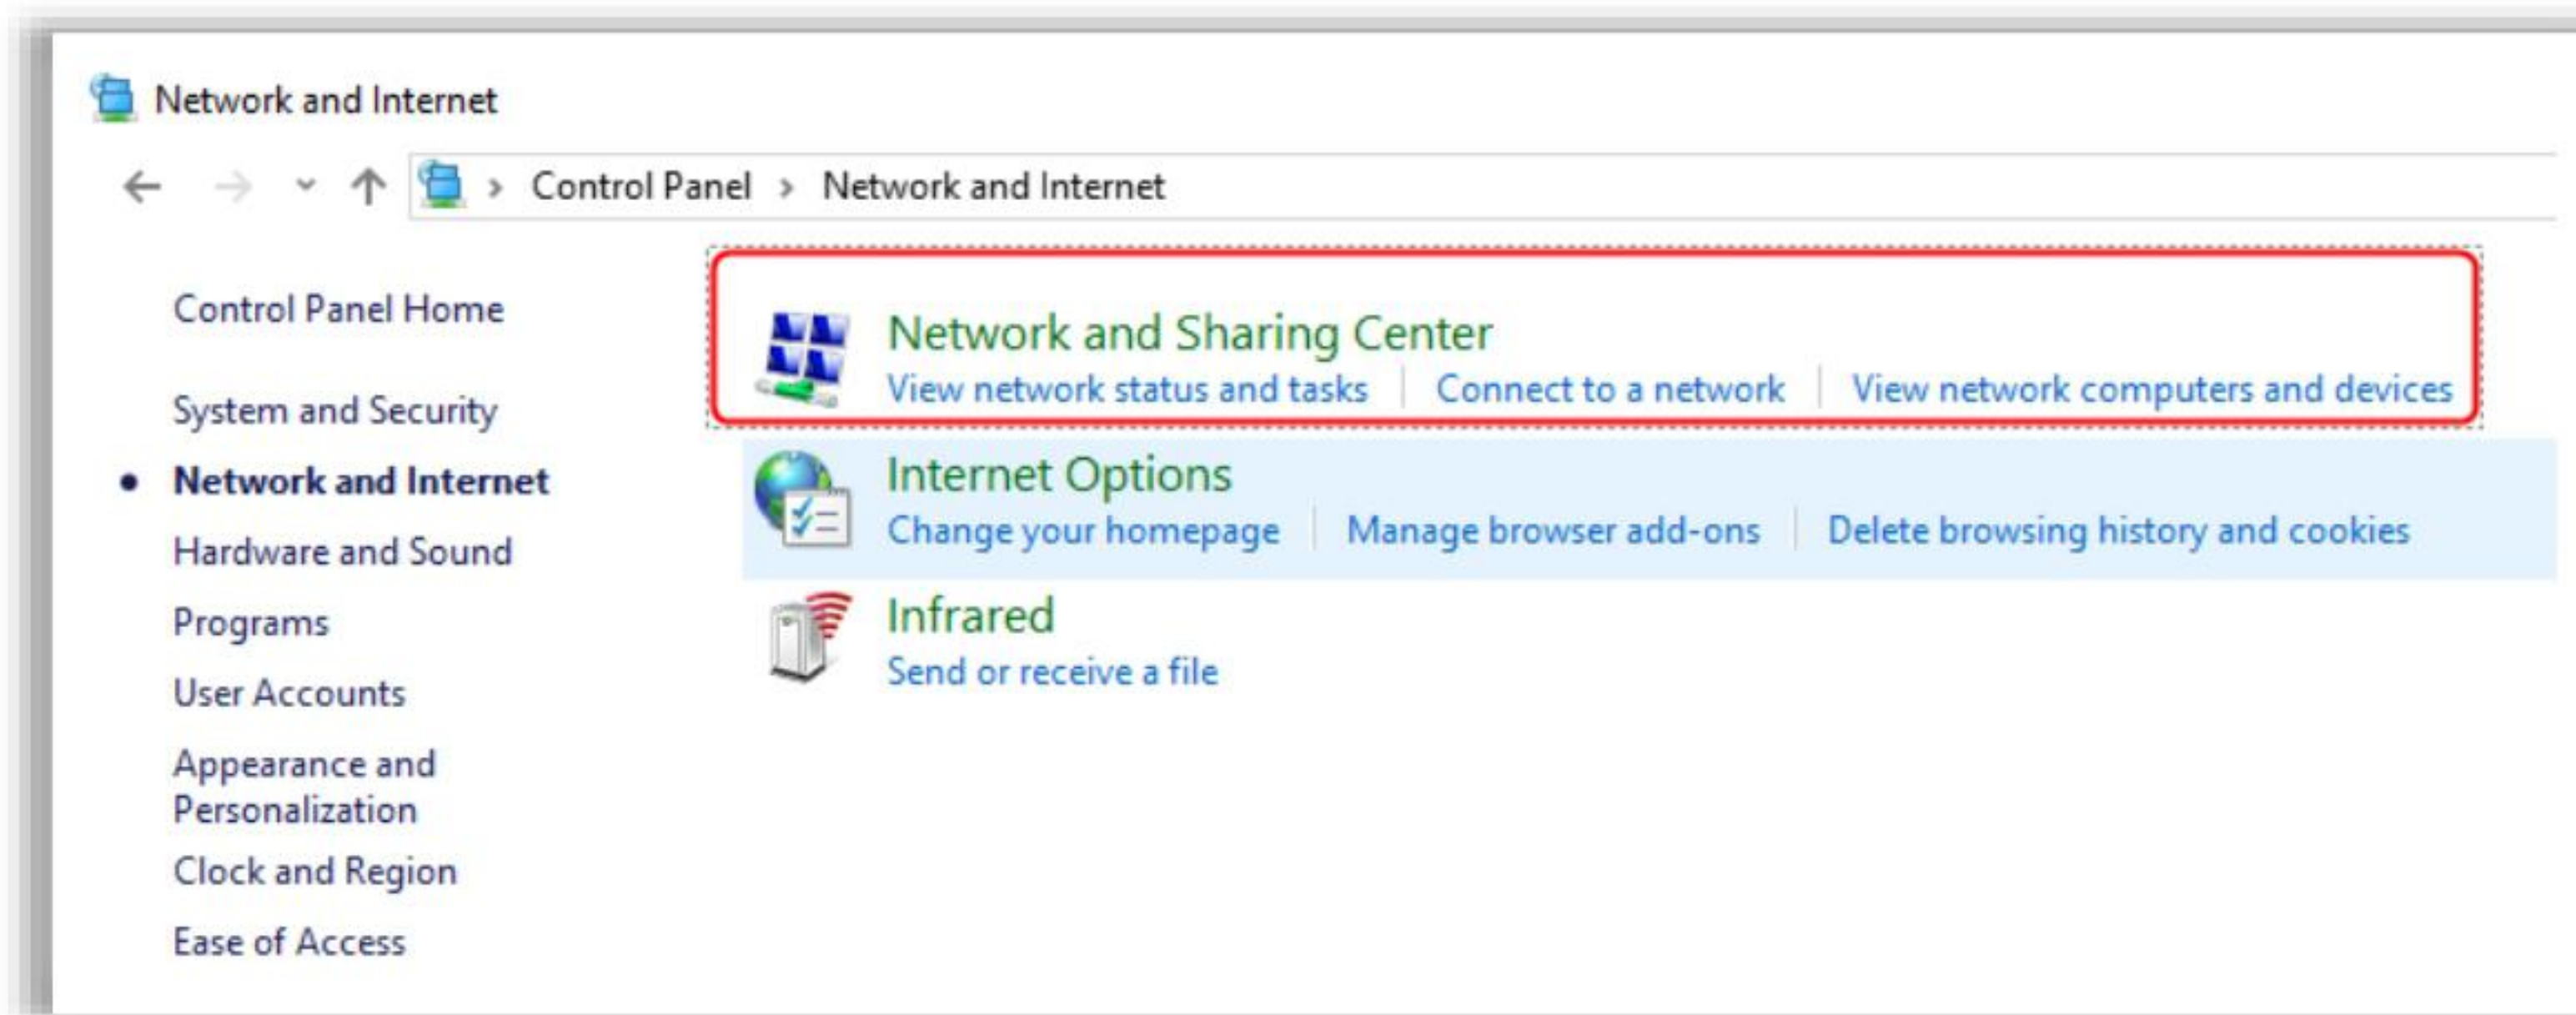 Network and Internet
Control Panel > Network and Internet
Control Panel Home
System and Security
Network and Internet
Hardware and Sound
Programs
User Accounts
Appearance and
Personalization
Clock and Region
Ease of Access
Network and Sharing Center
View network status and tasks | Connect to a network | View network computers and devices
Internet Options
Change your homepage | Manage browser add-ons | Delete browsing history and cookies
Infrared
Send or receive a file